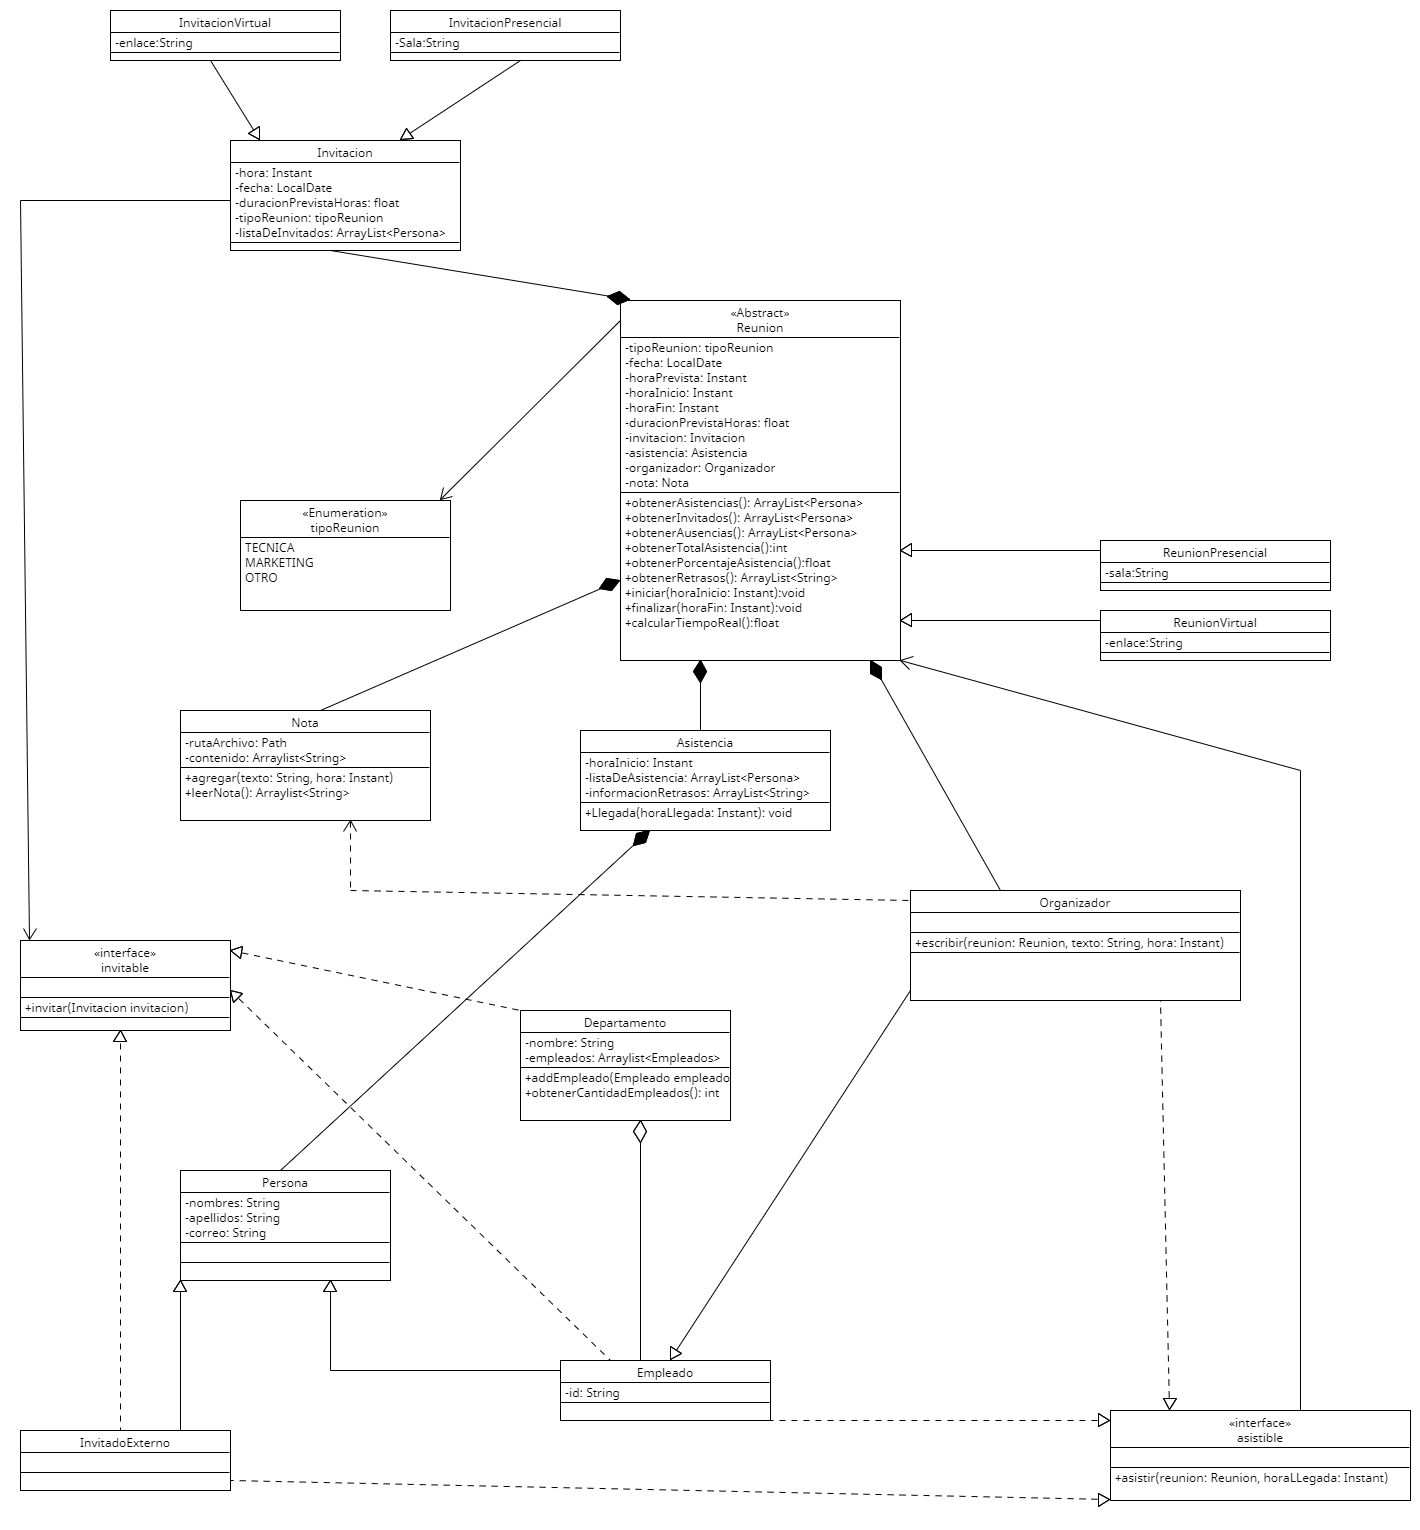 InvitacionVirtual
-enlace:String
InvitacionPresencial
-Sala:String
Invitacion
-hora: Instant
-fecha: LocalDate
-duracionPrevistaHoras: float
-tipoReunion: tipoReunion
-listaDeInvitados: ArrayList<Persona>
«Abstract»
Reunion
-tipoReunion: tipoReunion
-fecha: LocalDate
-horaPrevista: Instant
-horaInicio: Instant
-horaFin: Instant
-duracionPrevistaHoras: float
-invitacion: Invitacion
-asistencia: Asistencia
-organizador: Organizador
-nota: Nota
+obtenerAsistencias(): ArrayList<Persona>
+obtenerInvitados(): ArrayList<Persona>
+obtenerAusencias(): ArrayList<Persona>
+obtenerTotalAsistencia():int
+obtenerPorcentajeAsistencia():float
+obtenerRetrasos(): ArrayList<String>
+iniciar(horaInicio: Instant):void
+finalizar(horaFin: Instant):void
+calcularTiempoReal():float
«Enumeration»
tipoReunion
TECNICA
MARKETING
OTRO
ReunionPresencial
-sala:String
ReunionVirtual
-enlace:String
Nota
-rutaArchivo: Path
-contenido: Arraylist<String>
+agregar(texto: String, hora: Instant)
+leerNota(): Arraylist<String>
Asistencia
-horaInicio: Instant
-listaDeAsistencia: ArrayList<Persona>
-informacionRetrasos: ArrayList<String>
+Llegada(horaLlegada: Instant): void
Organizador
+escribir(reunion: Reunion, texto: String, hora: Instant)
«interface»
invitable
+invitar(Invitacion invitacion)
Departamento
-nombre: String
-empleados: Arraylist<Empleados>
+addEmpleado(Empleado empleado
+obtenerCantidadEmpleados(): int
Persona
-nombres: String
-apellidos: String
-correo: String
Empleado
-id: String
InvitadoExterno
«interface»
asistible
+asistir(reunion: Reunion, horaLLegada: Instant)